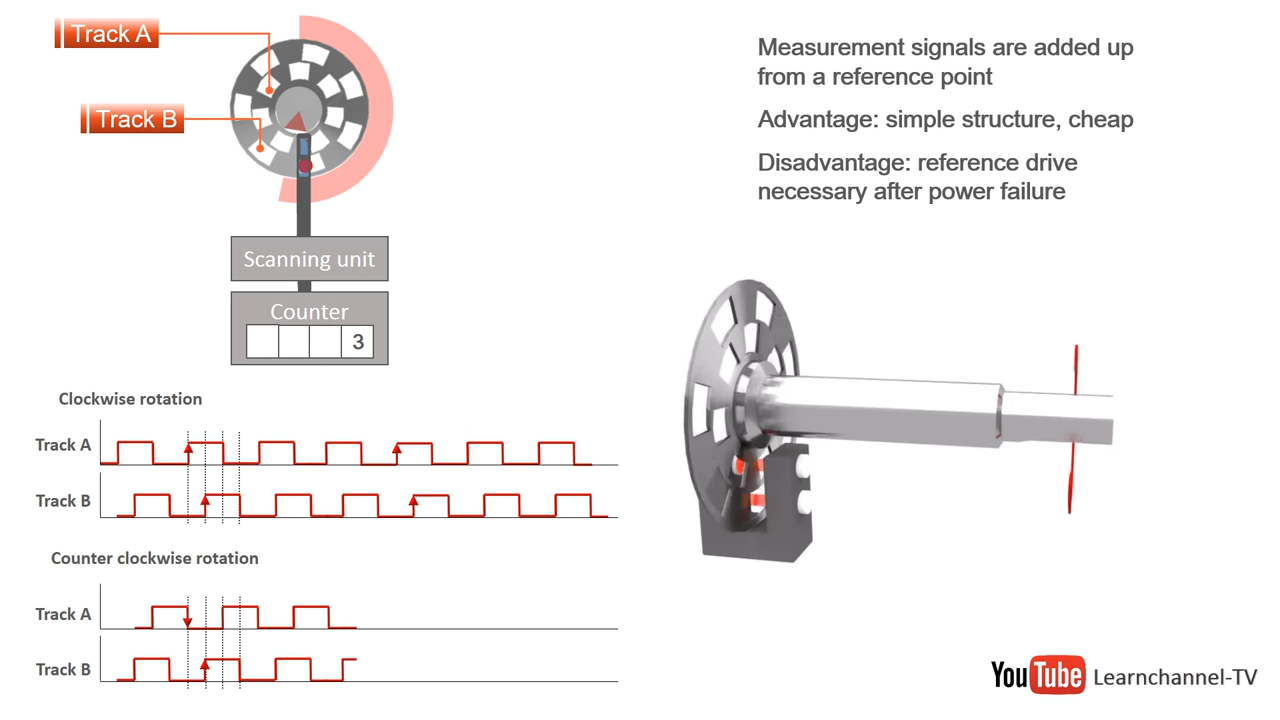 Track A
Track B
Measurement signals are added up
from a reference point
Advantage: simple structure, cheap
Disadvantage: reference drive
necessary after power failure
Scanning unit
Counter
3
Clockwise rotation
Track A
Track B
Counter clockwise rotation
Track A
Track B
YouTube Learnchannel-TV